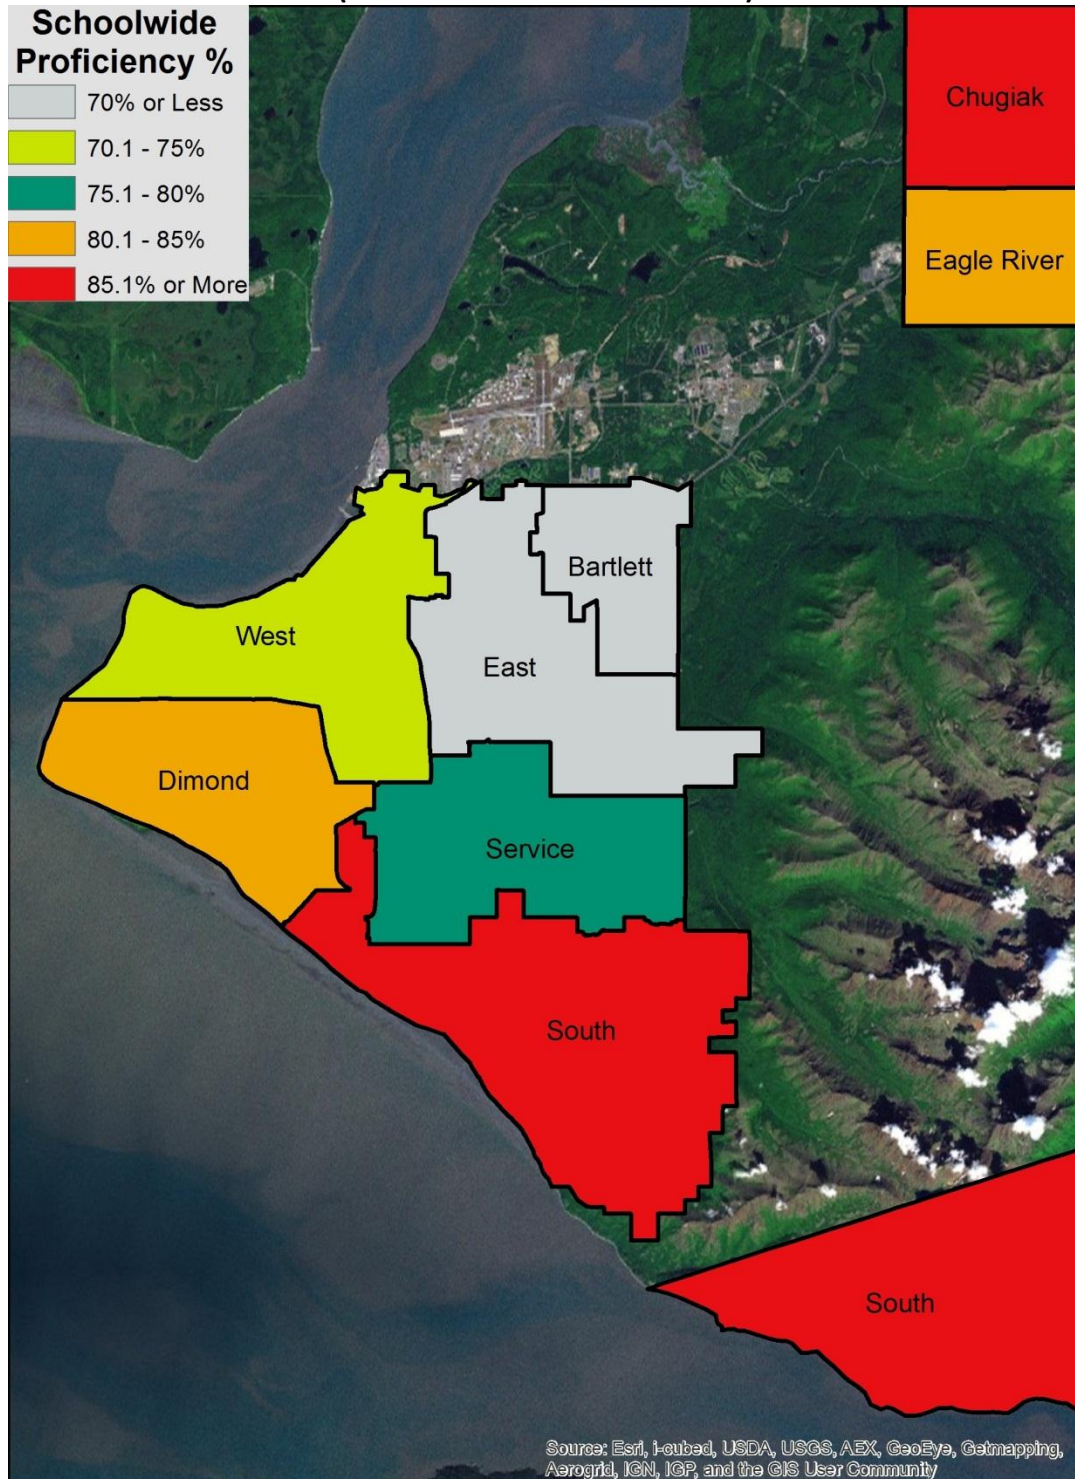 Schoolwide
Proficiency %
70% or Less
70.1 - 75%
75.1 - 80%
80.1 - 85%
85.1% or More
Chugiak
Eagle River
Bartlett
West
East
Dimond
Service
South
South
Source: Esri, i-cubed, USDA, USGS, AEX, GeoEye, Getmapping,
Aerogrid, IGN, IGP, and the GIS User Community